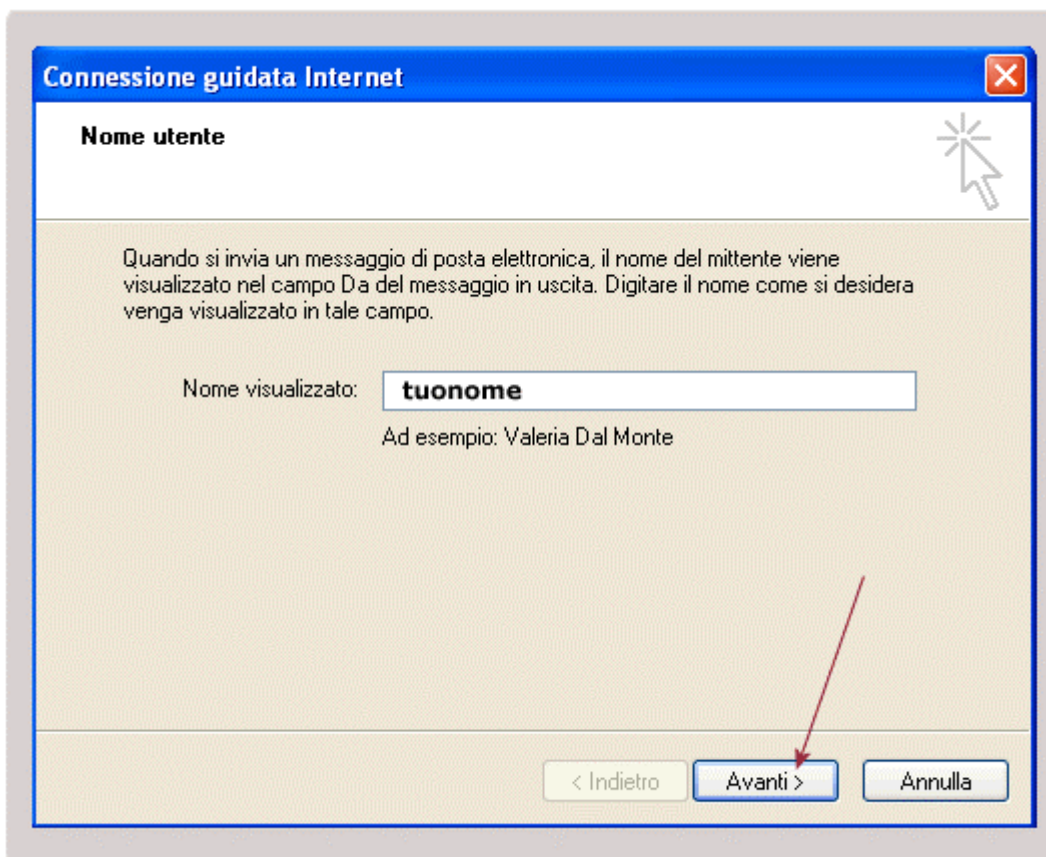 Connessione guidata Internet
Nome utente
Quando si invia un messaggio di posta elettronica, il nome del mittente viene
visualizzato nel campo Da del messaggio in uscita. Digitare il nome come si desidera
venga visualizzato in tale campo.
Nome visualizzato: tuonome
Ad esempio: Valeria Dal Monte
< Indietro Avanti > Annulla